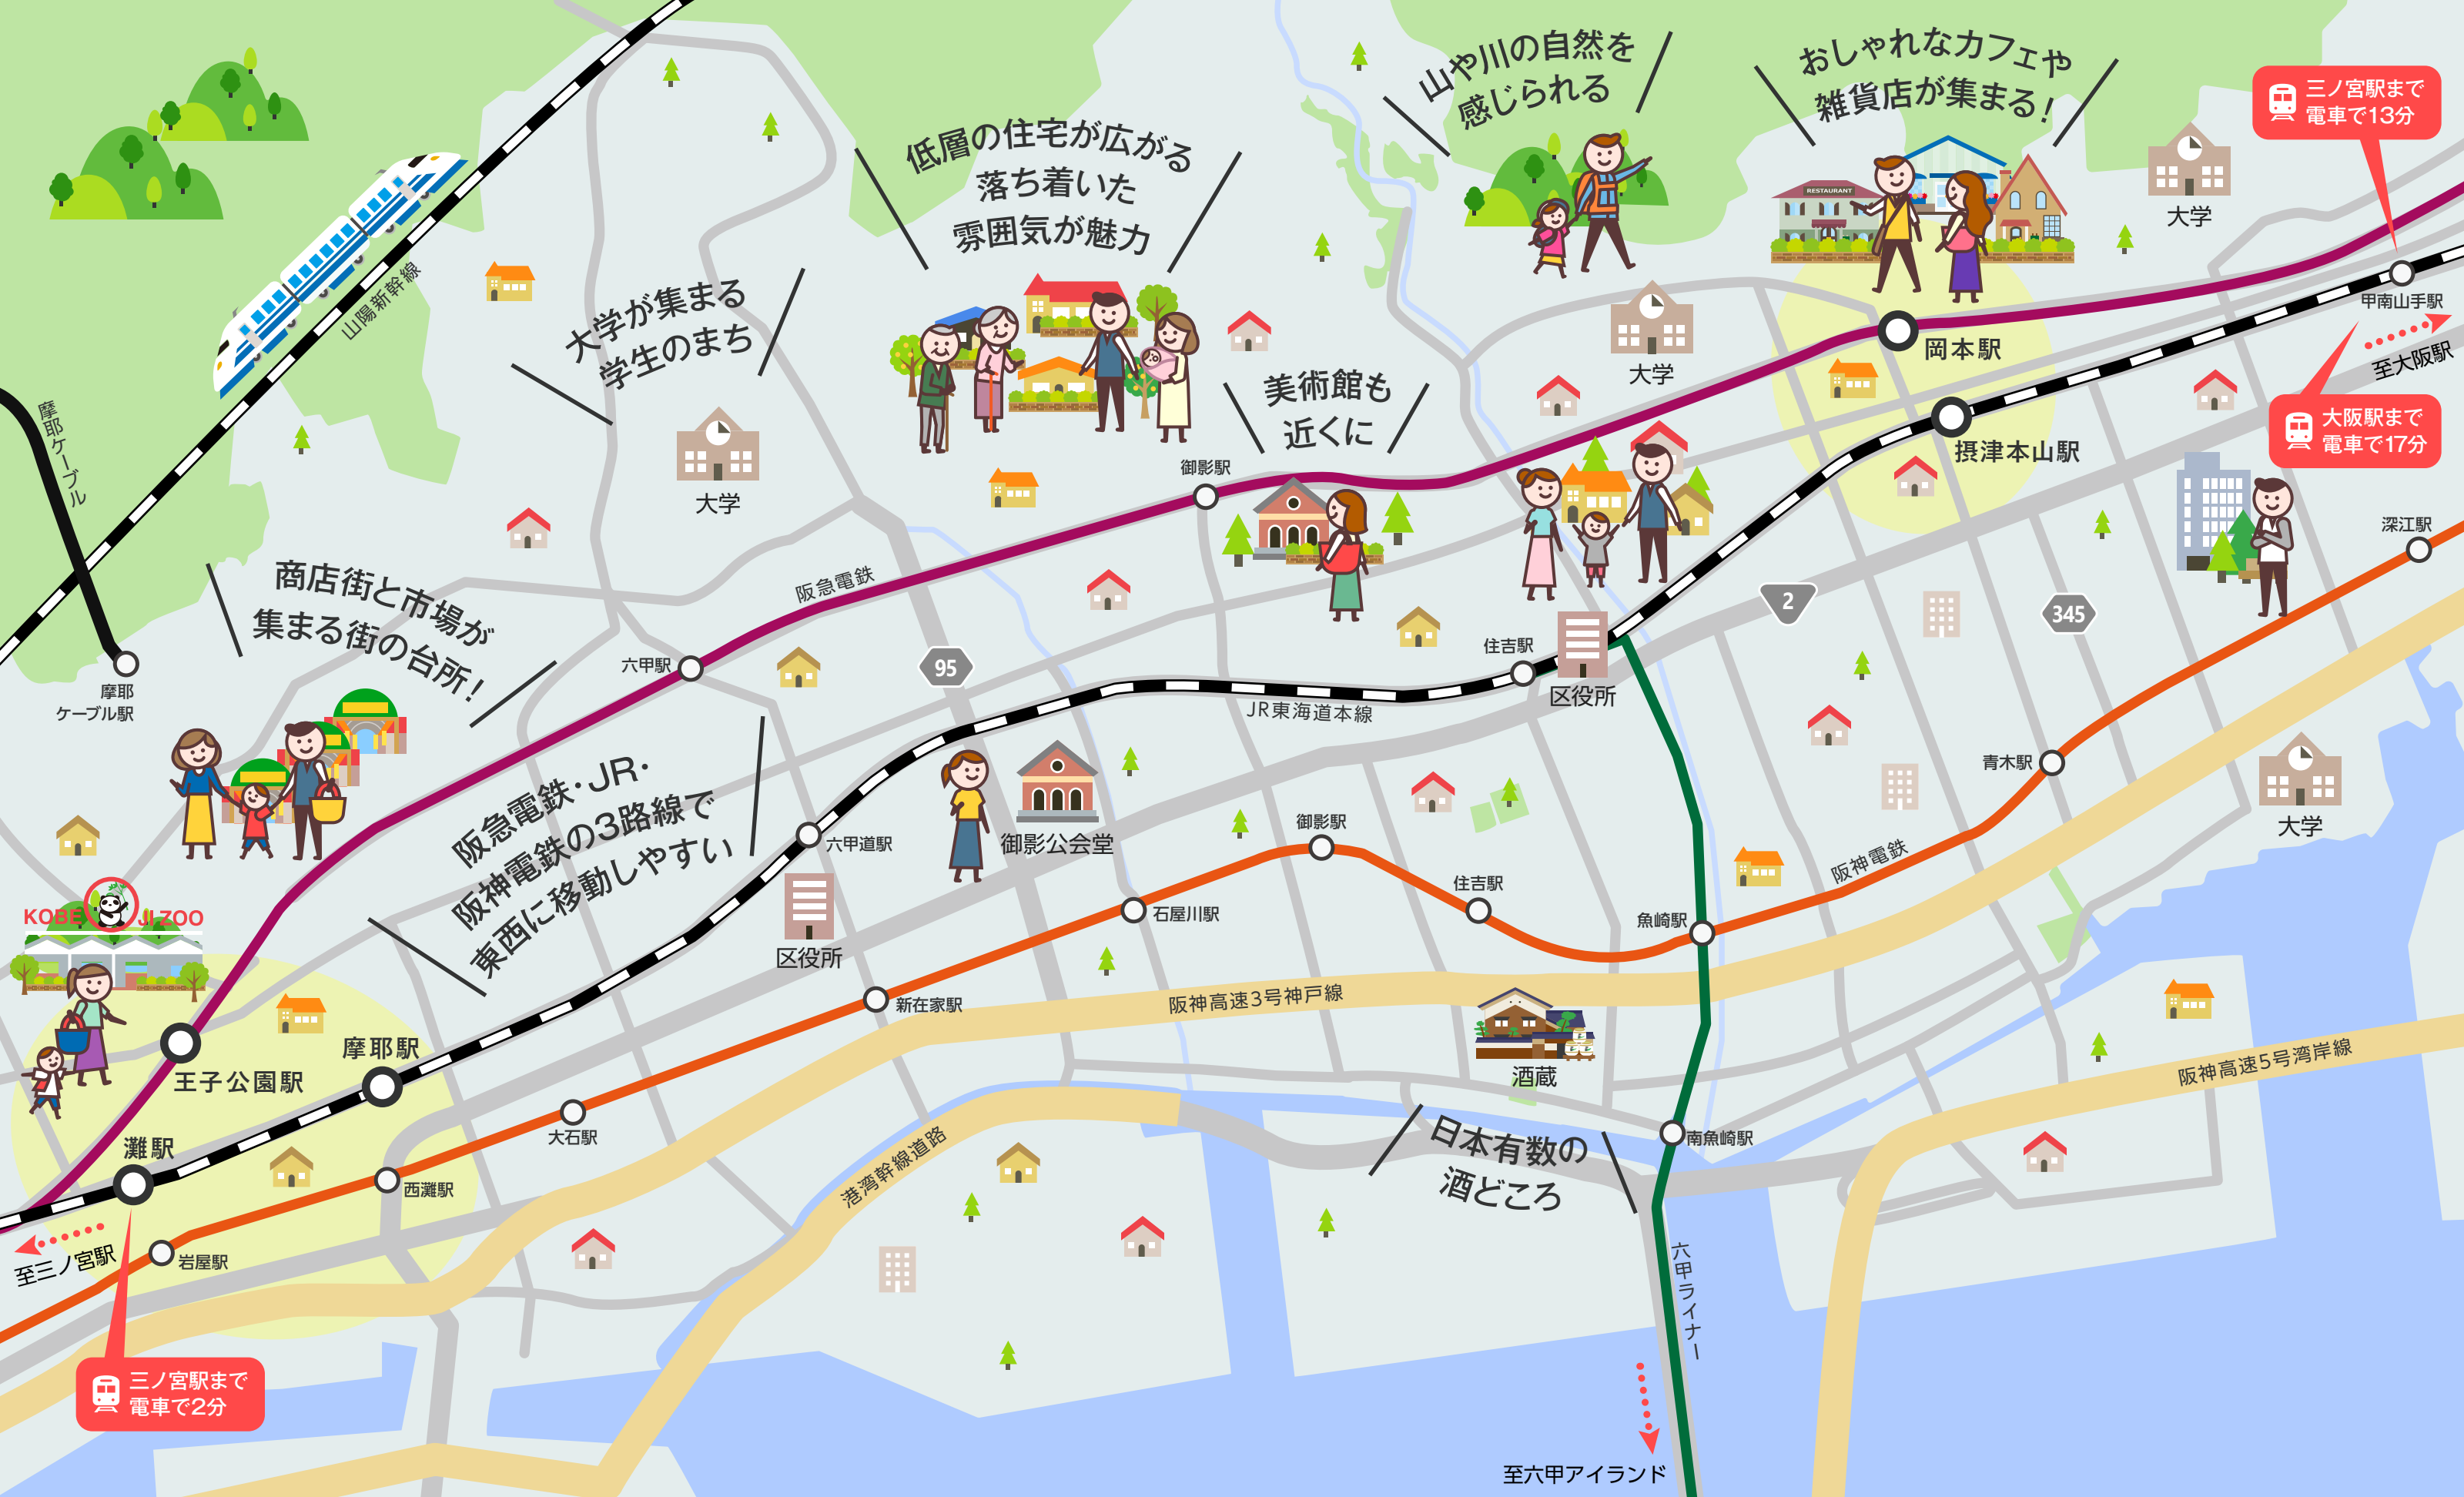 山や川の自然を
感じられる
おしゃれなカフェや
雑貨店が集まる！
三ノ宮駅まで
電車で13分
低層の住宅が広がる
落ち着いた
雰囲気が魅力
RESTAURANT
大学
山陽新幹線
大学が集まる
学生のまち
大学
甲南山手駅
至大阪駅
岡本駅
美術館も
近くに
摩耶ケーブル
大阪駅まで
電車で17分
摂津本山駅
大学
御影駅
深江駅
商店街と市場が
集まる街の台所！
阪急電鉄
2
345
六甲駅
95
住吉駅
区役所
摩耶
ケーブル駅
JR東海道本線
阪急電鉄・JR・
阪神電鉄の3路線で
東西に移動しやすい
青木駅
大学
六甲道駅
御影公会堂
御影駅
阪神電鉄
住吉駅
KOBE
JI ZOO
石屋川駅
魚崎駅
区役所
新在家駅
阪神高速3号神戸線
摩耶駅
王子公園駅
酒蔵
阪神高速5号湾岸線
大石駅
灘駅
港湾幹線道路
日本有数の
酒どころ
南魚崎駅
西灘駅
至三ノ宮駅
岩屋駅
六甲ライナー
三ノ宮駅まで
電車で2分
至六甲アイランド